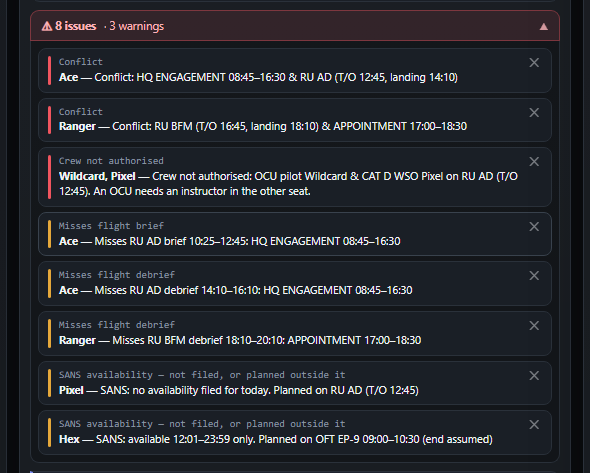 ⚠ 8 issues · 3 warnings ▲
Conflict ✕
Ace — Conflict: HQ ENGAGEMENT 08:45–16:30 & RU AD (T/O 12:45, landing 14:10)
Conflict ✕
Ranger — Conflict: RU BFM (T/O 16:45, landing 18:10) & APPOINTMENT 17:00–18:30
Crew not authorised ✕
Wildcard, Pixel — Crew not authorised: OCU pilot Wildcard & CAT D WSO Pixel on RU AD (T/O
12:45). An OCU needs an instructor in the other seat.
Misses flight brief ✕
Ace — Misses RU AD brief 10:25–12:45: HQ ENGAGEMENT 08:45–16:30
Misses flight debrief ✕
Ace — Misses RU AD debrief 14:10–16:10: HQ ENGAGEMENT 08:45–16:30
Misses flight debrief ✕
Ranger — Misses RU BFM debrief 18:10–20:10: APPOINTMENT 17:00–18:30
SANS availability — not filed, or planned outside it ✕
Pixel — SANS: no availability filed for today. Planned on RU AD (T/O 12:45)
SANS availability — not filed, or planned outside it ✕
Hex — SANS: available 12:01–23:59 only. Planned on OFT EP-9 09:00–10:30 (end assumed)